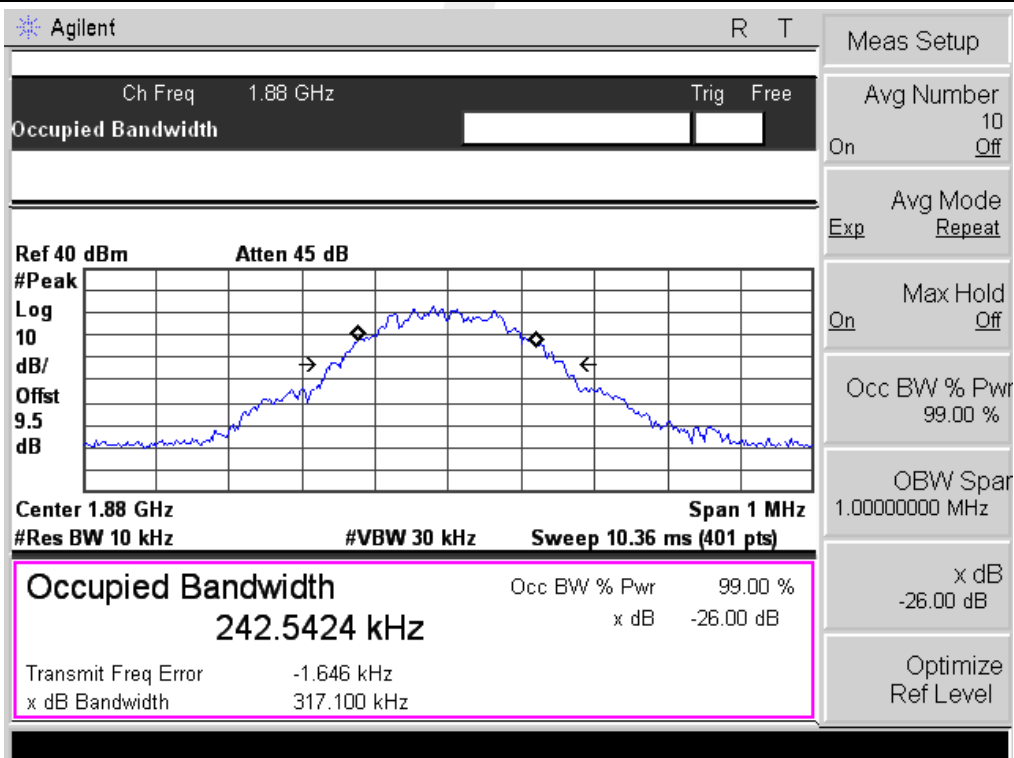 Agilent R T
Ch Freq 1.88 GHz Trig Free
Occupied Bandwidth
Ref 40 dBm Atten 45 dB
#Peak
Log
10
dB/
Offst
9.5
dB
Center 1.88 GHz Span 1 MHz
#Res BW 10 kHz #VBW 30 kHz Sweep 10.36 ms (401 pts)
Occupied Bandwidth Occ BW % Pwr 99.00 %
242.5424 kHz x dB -26.00 dB
Transmit Freq Error -1.646 kHz
x dB Bandwidth 317.100 kHz
Meas Setup
Avg Number
10
On Off
Avg Mode
Exp Repeat
Max Hold
On Off
Occ BW % Pwr
99.00 %
OBW Span
1.00000000 MHz
x dB
-26.00 dB
Optimize
Ref Level